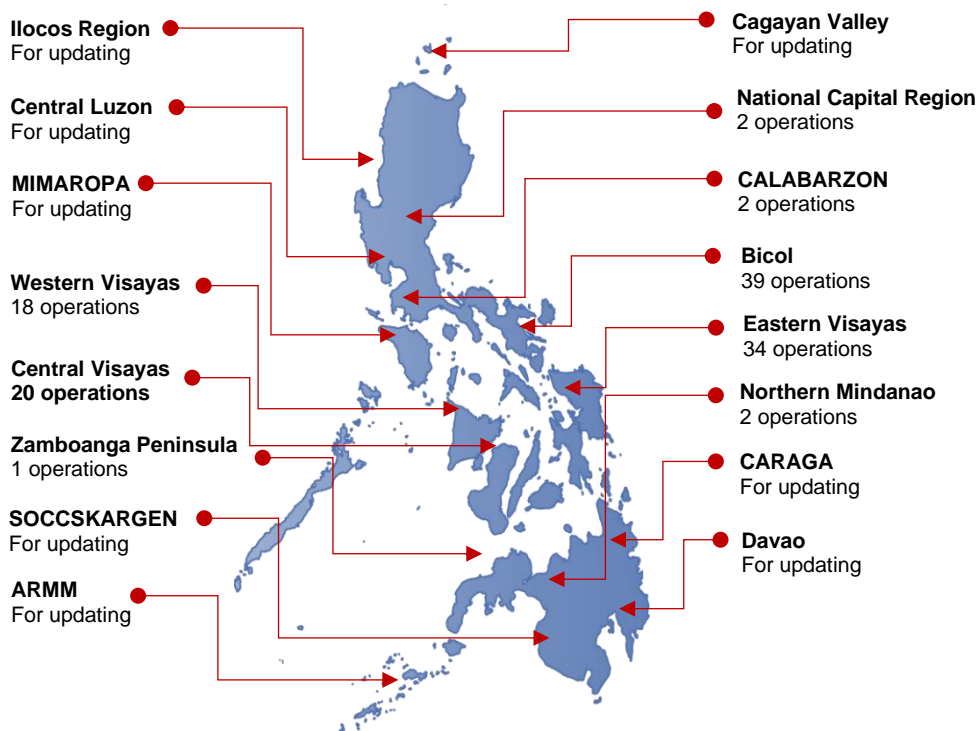 Ilocos Region
For updating
Central Luzon
For updating
MIMAROPA
For updating
Western Visayas
18 operations
Central Visayas
20 operations
Zamboanga Peninsula
1 operations
SOCCSKARGEN
For updating
ARMM
For updating
Cagayan Valley
For updating
National Capital Region
2 operations
CALABARZON
2 operations
Bicol
39 operations
Eastern Visayas
34 operations
Northern Mindanao
2 operations
CARAGA
For updating
Davao
For updating